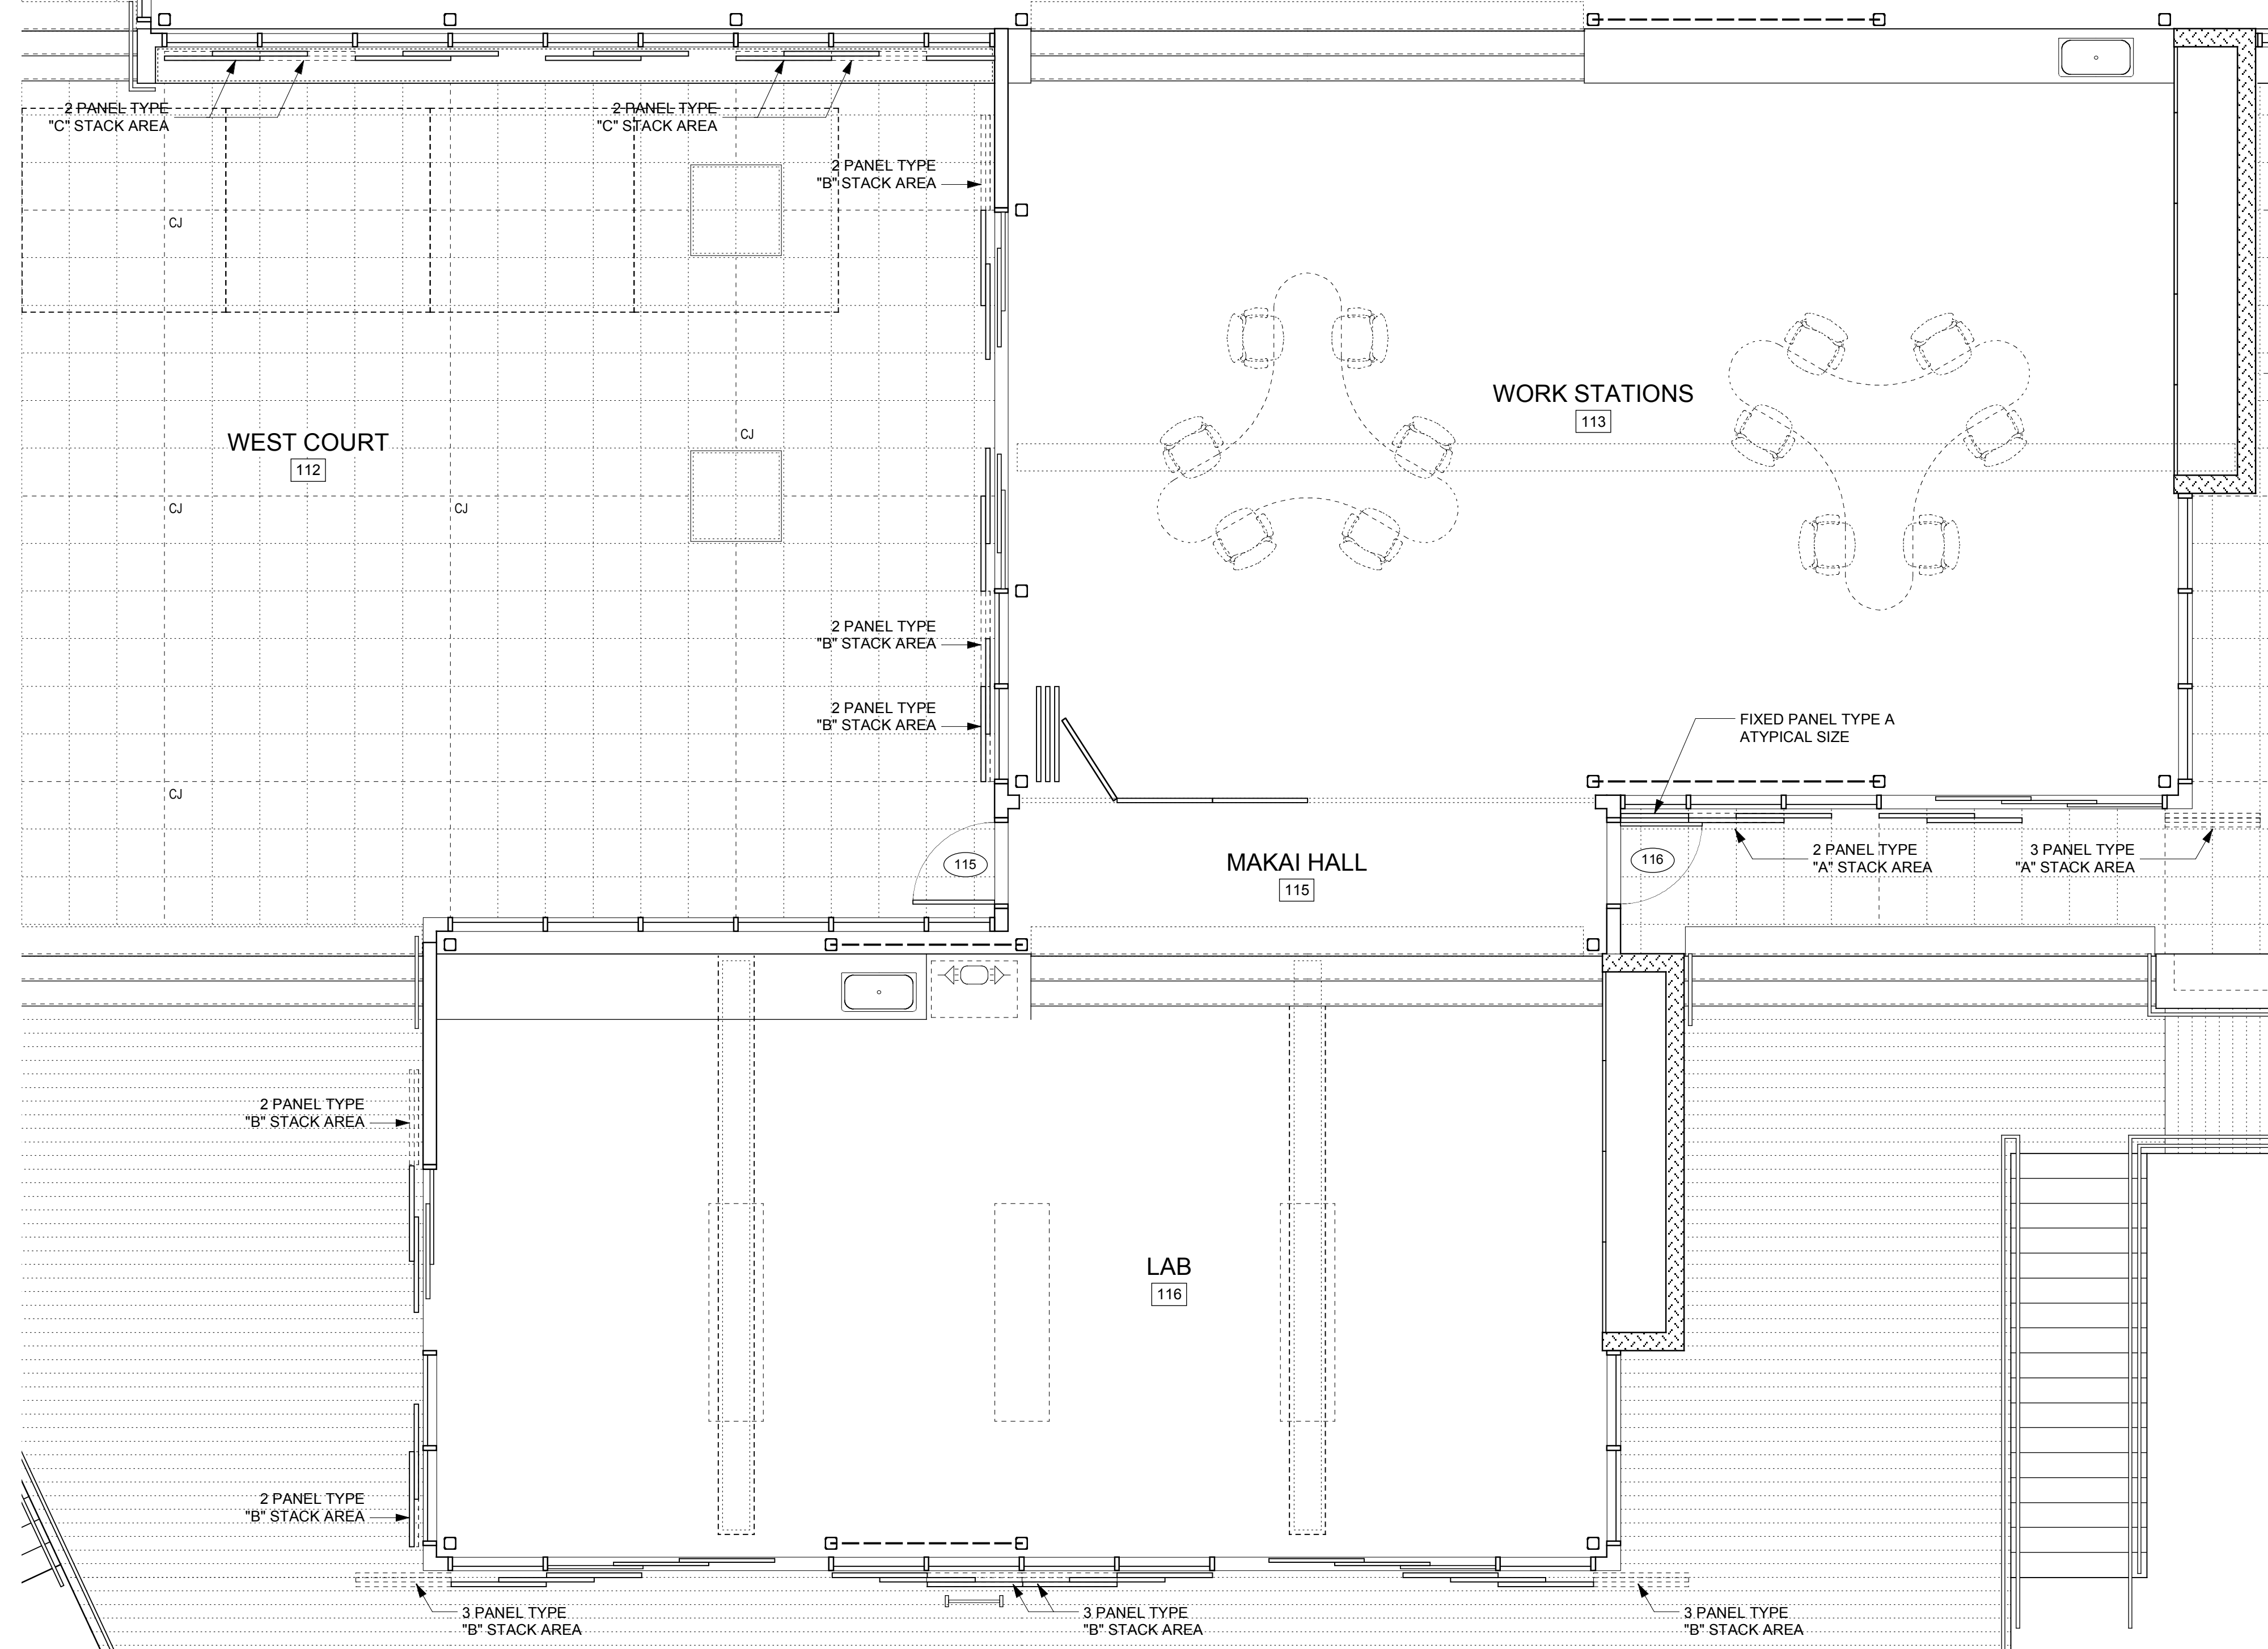 2 PANEL TYPE
"C" STACK AREA
2 PANEL TYPE
"C" STACK AREA
2 PANEL TYPE
"B" STACK AREA
CJ
WORK STATIONS
113
CJ
WEST COURT
112
CJ
CJ
2 PANEL TYPE
"B" STACK AREA
2 PANEL TYPE
"B" STACK AREA
FIXED PANEL TYPE A
ATYPICAL SIZE
CJ
115
MAKAI HALL
115
116
2 PANEL TYPE
"A" STACK AREA
3 PANEL TYPE
"A" STACK AREA
2 PANEL TYPE
"B" STACK AREA
LAB
116
2 PANEL TYPE
"B" STACK AREA
3 PANEL TYPE
"B" STACK AREA
3 PANEL TYPE
"B" STACK AREA
3 PANEL TYPE
"B" STACK AREA